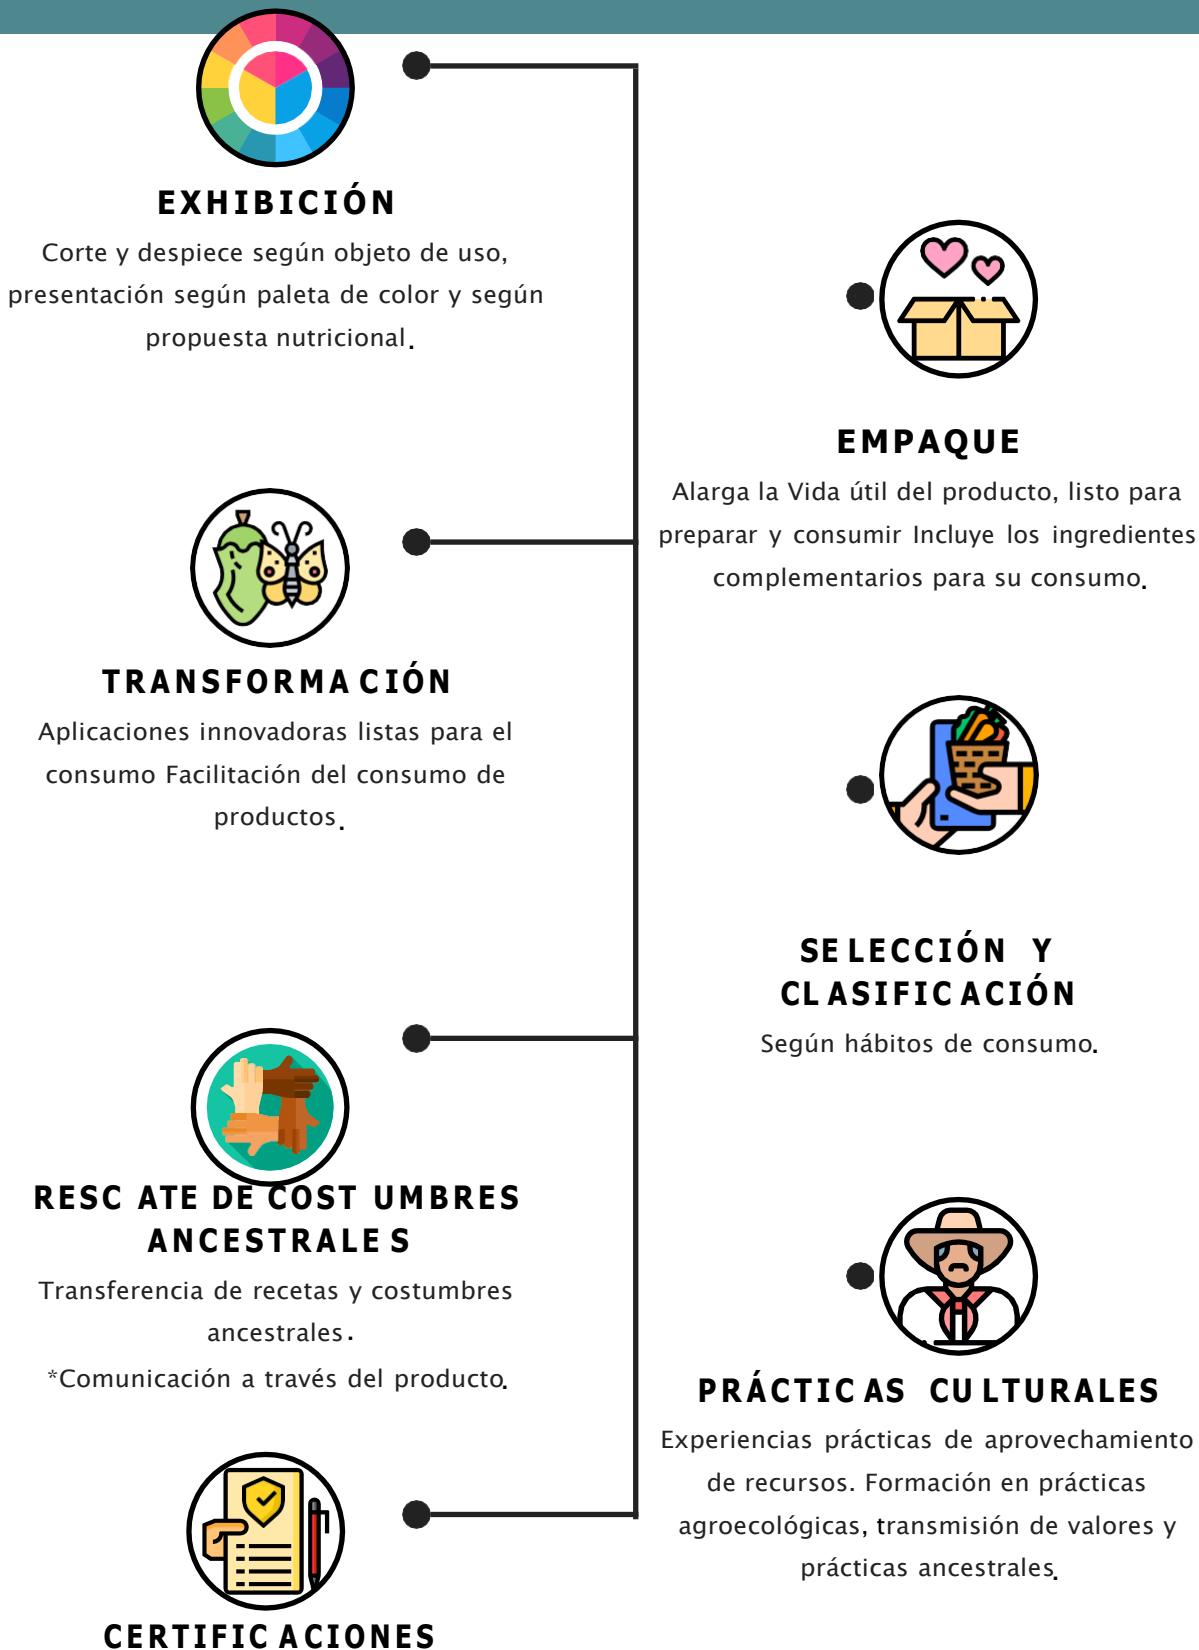 EXHIBICIÓN
Corte y despiece según objeto de uso,
presentación según paleta de color y según
propuesta nutricional.
EMPAQUE
Alarga la Vida útil del producto, listo para
preparar y consumir Incluye los ingredientes
complementarios para su consumo.
TRANSFORMACIÓN
Aplicaciones innovadoras listas para el
consumo Facilitación del consumo de
productos.
SELECCIÓN Y
CLASIFICACIÓN
Según hábitos de consumo.
RESCATE DE COSTUMBRES
ANCESTRALES
Transferencia de recetas y costumbres
ancestrales.
*Comunicación a través del producto.
PRÁCTICAS CULTURALES
Experiencias prácticas de aprovechamiento
de recursos. Formación en prácticas
agroecológicas, transmisión de valores y
prácticas ancestrales.
CERTIFICACIONES